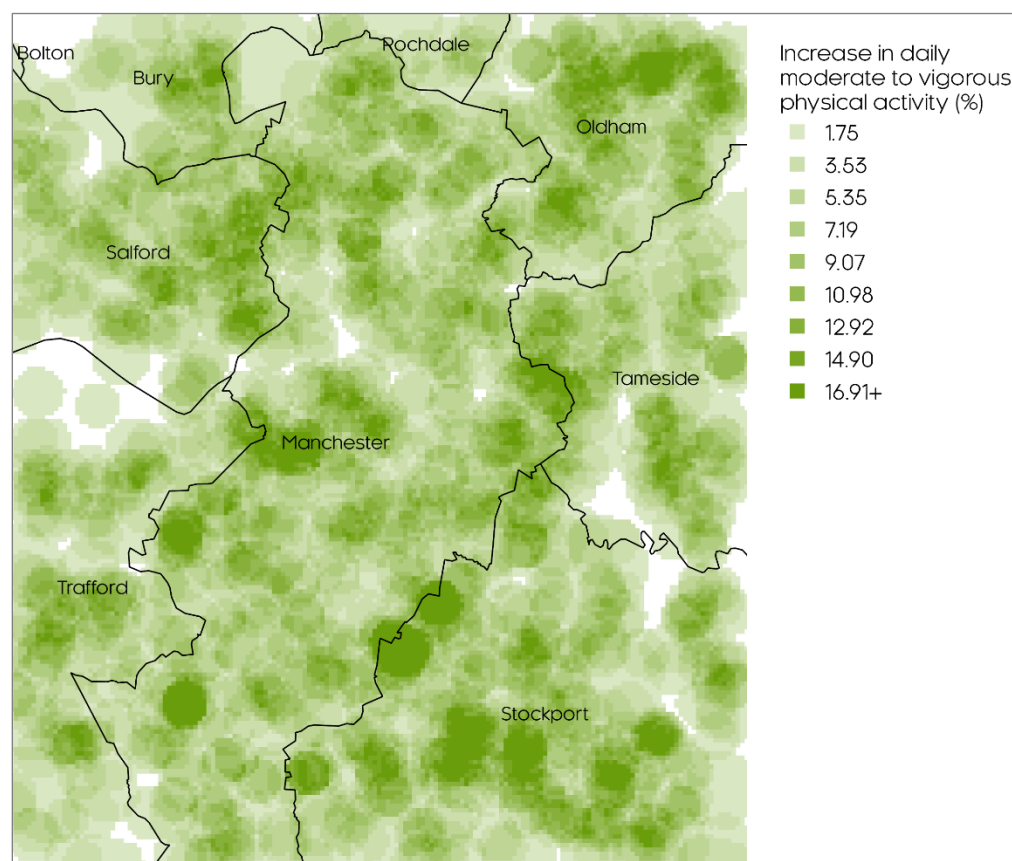 Bolton
Bury
Rochdale
Oldham
Salford
Tameside
Manchester
Trafford
Stockport
Increase in daily
moderate to vigorous
physical activity (%)
1.75
3.53
5.35
7.19
9.07
10.98
12.92
14.90
16.91+